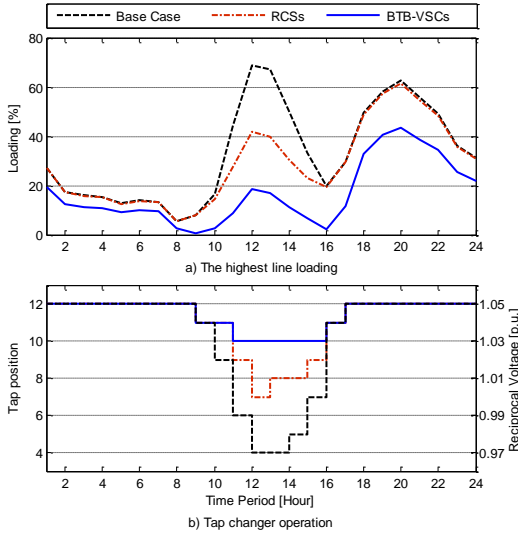 Base Case RCSs BTB-VSCs
80
60
40
20
0
Loading [%]
2 4 6 8 10 12 14 16 18 20 22 24
a) The highest line loading
12
10
8
6
4
Tap position
1.05
1.03
1.01
0.99
0.97
Reciprocal Voltage [p.u.]
2 4 6 8 10 12 14 16 18 20 22 24
Time Period [Hour]
b) Tap changer operation